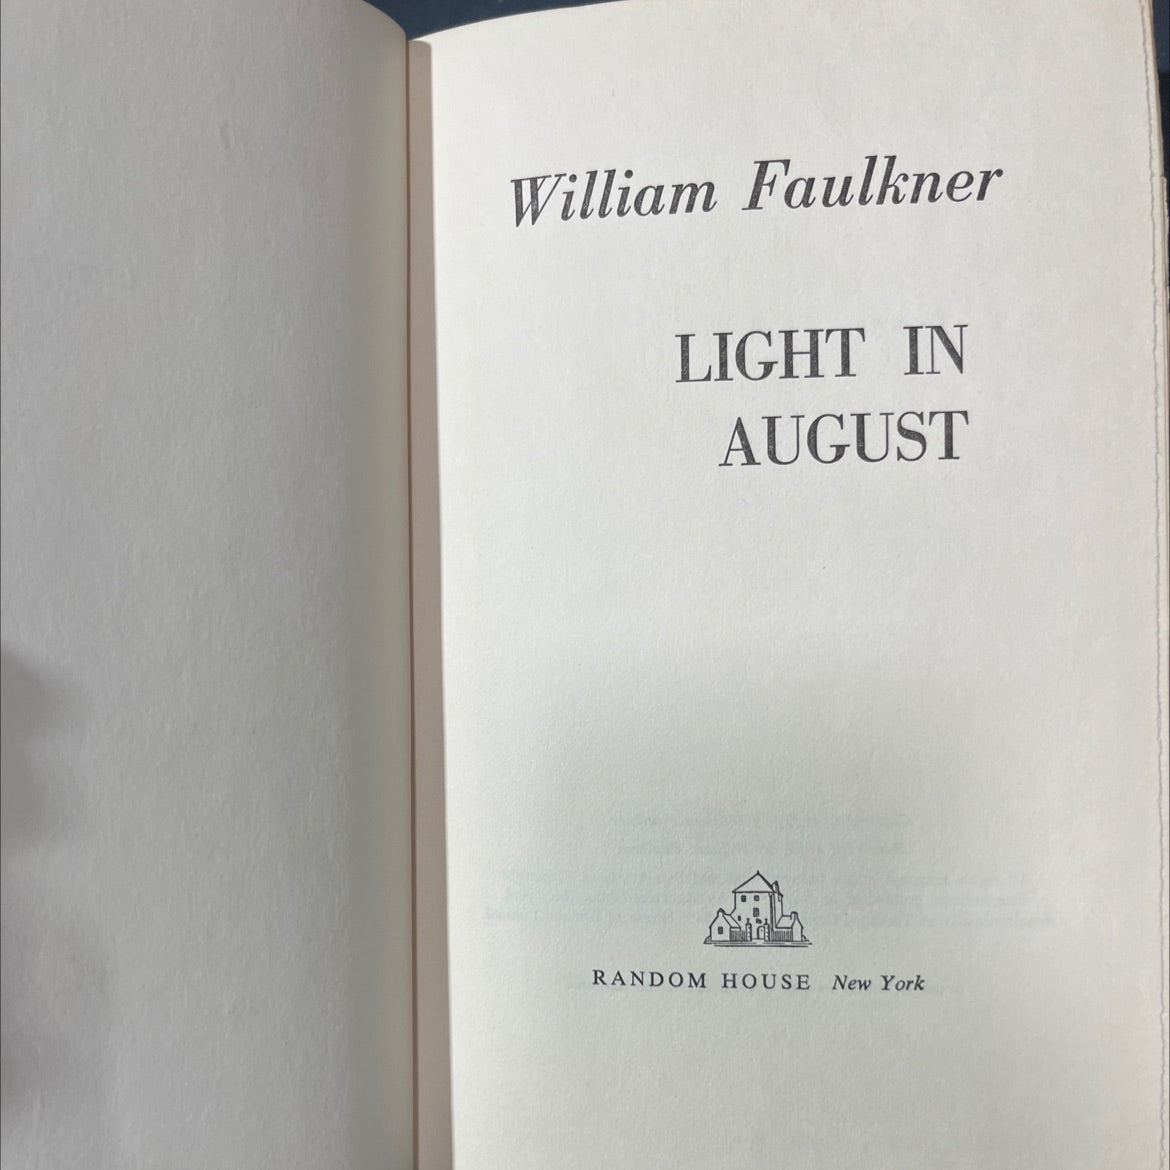 William Faulkner
LIGHT IN
AUGUST
RANDOM HOUSE New York